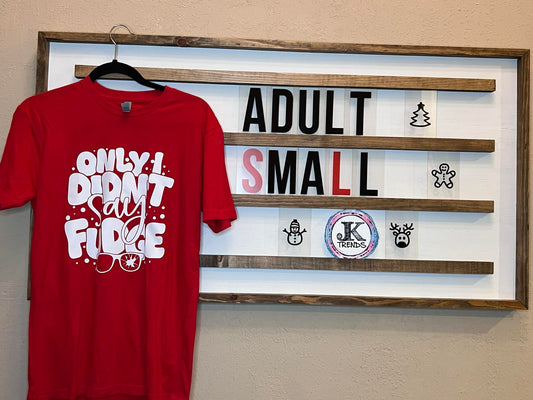 ONLY I
DIDN'T
Say
FUDGE
ADULT
SMALL
JK
TRENDS